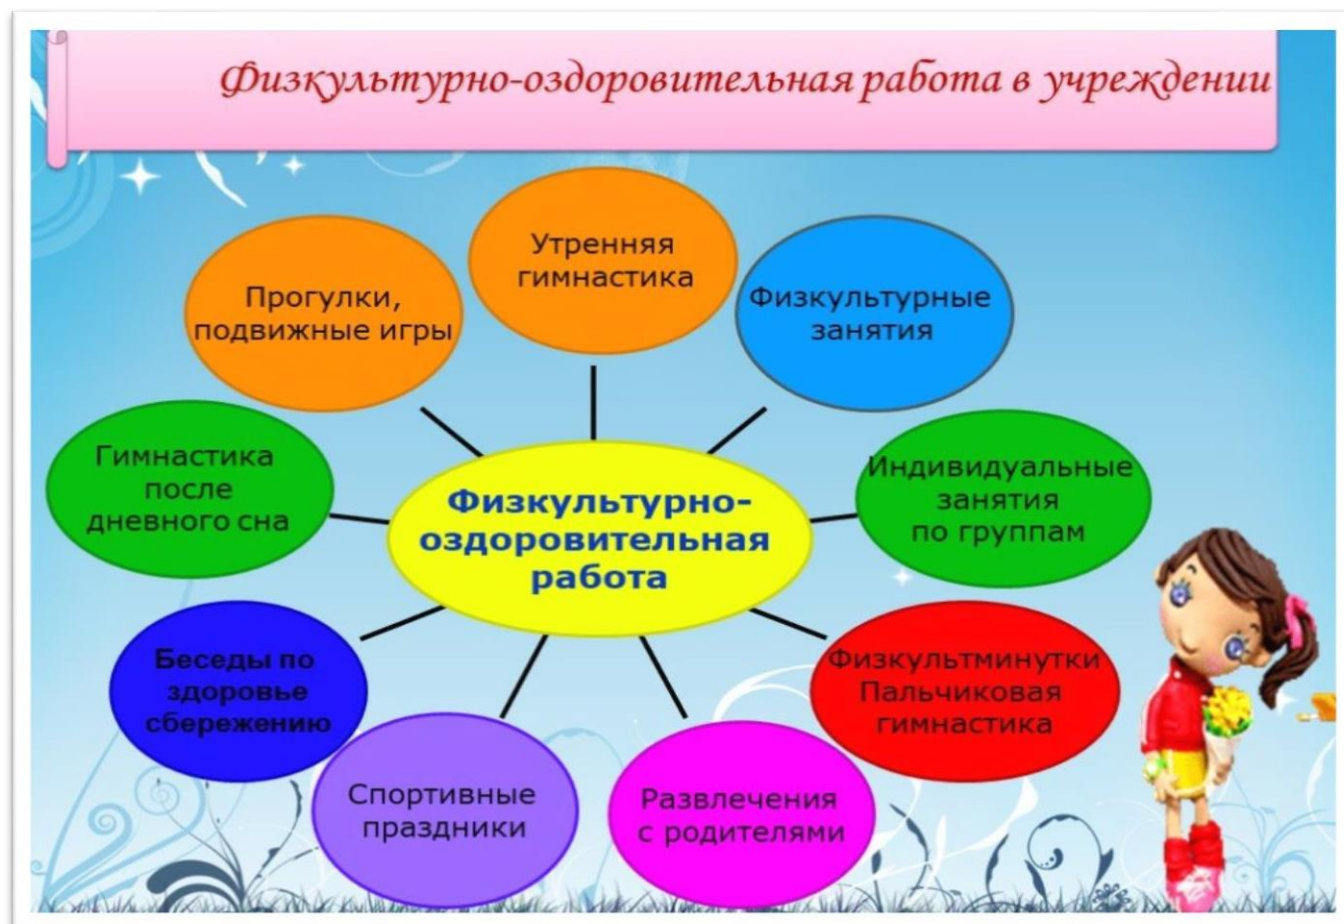 Физкультурно-оздоровительная работа в учреждении
Утренняя
гимнастика
Физкультурные
занятия
Индивидуальные
занятия
по группам
Физкультминутки
Пальчиковая
гимнастика
Развлечения
с родителями
Спортивные
праздники
Беседы по
здоровье
сбережению
Гимнастика
после
дневного сна
Прогулки,
подвижные игры
Физкультурно-
оздоровительная
работа